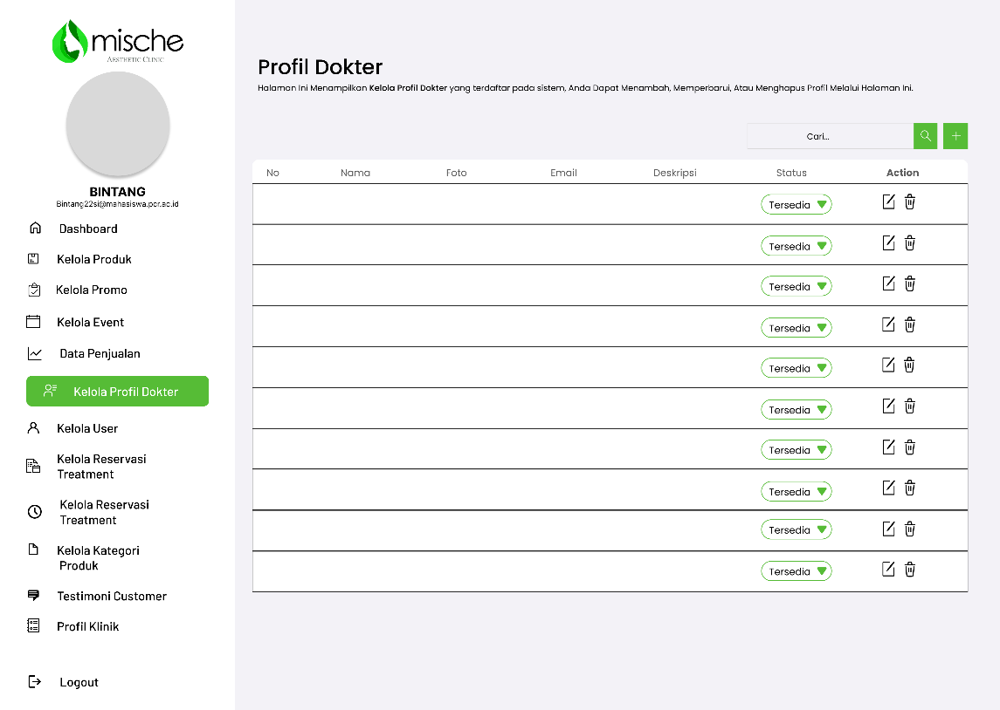 mische
AESTHETIC CLINIC
BINTANG
Bintang22si@mahasiswa.pcr.ac.id
Dashboard
Kelola Produk
Kelola Promo
Kelola Event
Data Penjualan
Kelola Profil Dokter
Kelola User
Kelola Reservasi
Treatment
Kelola Reservasi
Treatment
Kelola Kategori
Produk
Testimoni Customer
Profil Klinik
Logout
Profil Dokter
Halaman Ini Menampilkan Kelola Profil Dokter yang terdaftar pada sistem, Anda Dapat Menambah, Memperbarui, Atau Menghapus Profil Melalui Halaman Ini.
Cari...
No Nama Foto Email Deskripsi Status Action
Tersedia
Tersedia
Tersedia
Tersedia
Tersedia
Tersedia
Tersedia
Tersedia
Tersedia
Tersedia